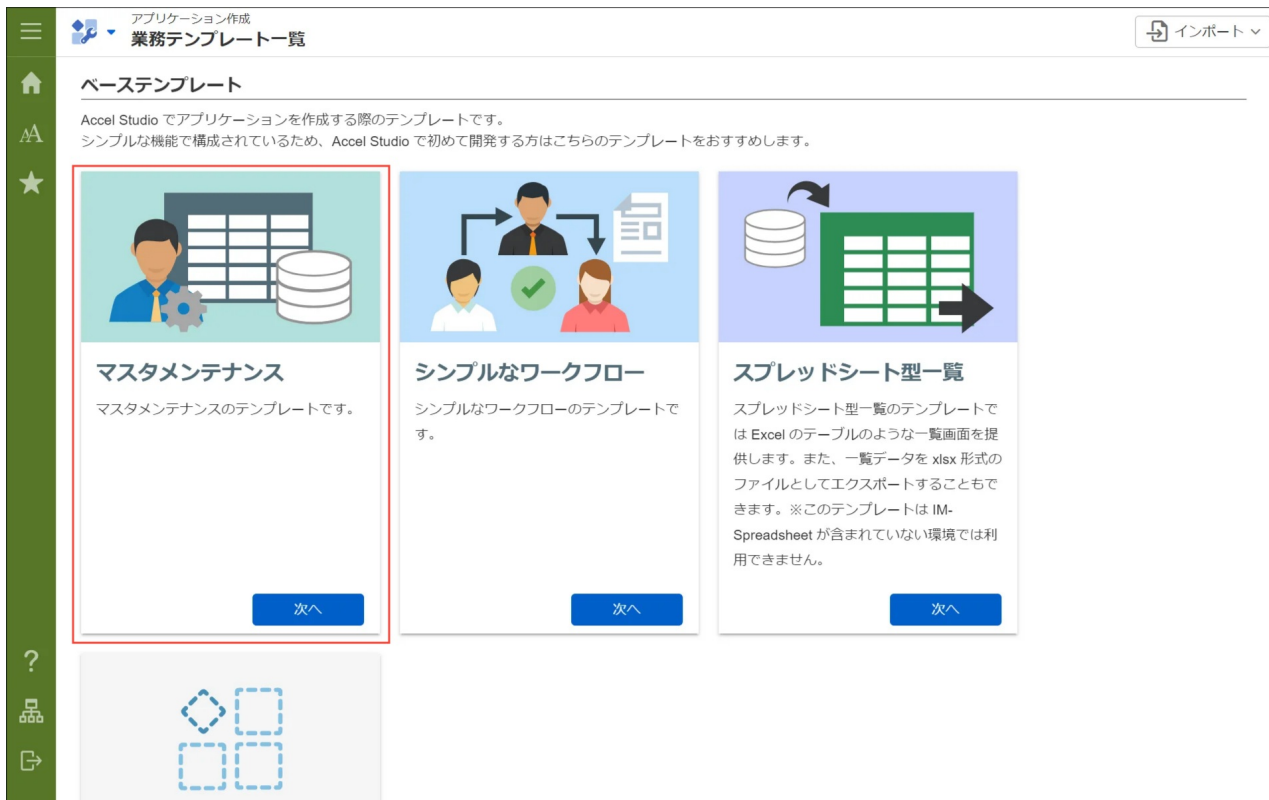 アプリケーション作成
業務テンプレート一覧
インポート
ベーステンプレート
Accel Studio でアプリケーションを作成する際のテンプレートです。
シンプルな機能で構成されているため、Accel Studio で初めて開発する方はこちらのテンプレートをおすすめします。
マスタメンテナンス
マスタメンテナンスのテンプレートです。
次へ
シンプルなワークフロー
シンプルなワークフローのテンプレートで
す。
次へ
スプレッドシート型一覧
スプレッドシート型一覧のテンプレートで
は Excel のテーブルのような一覧画面を提
供します。また、一覧データを xlsx 形式の
ファイルとしてエクスポートすることもで
きます。※このテンプレートは IM-
Spreadsheet が含まれていない環境では利
用できません。
次へ